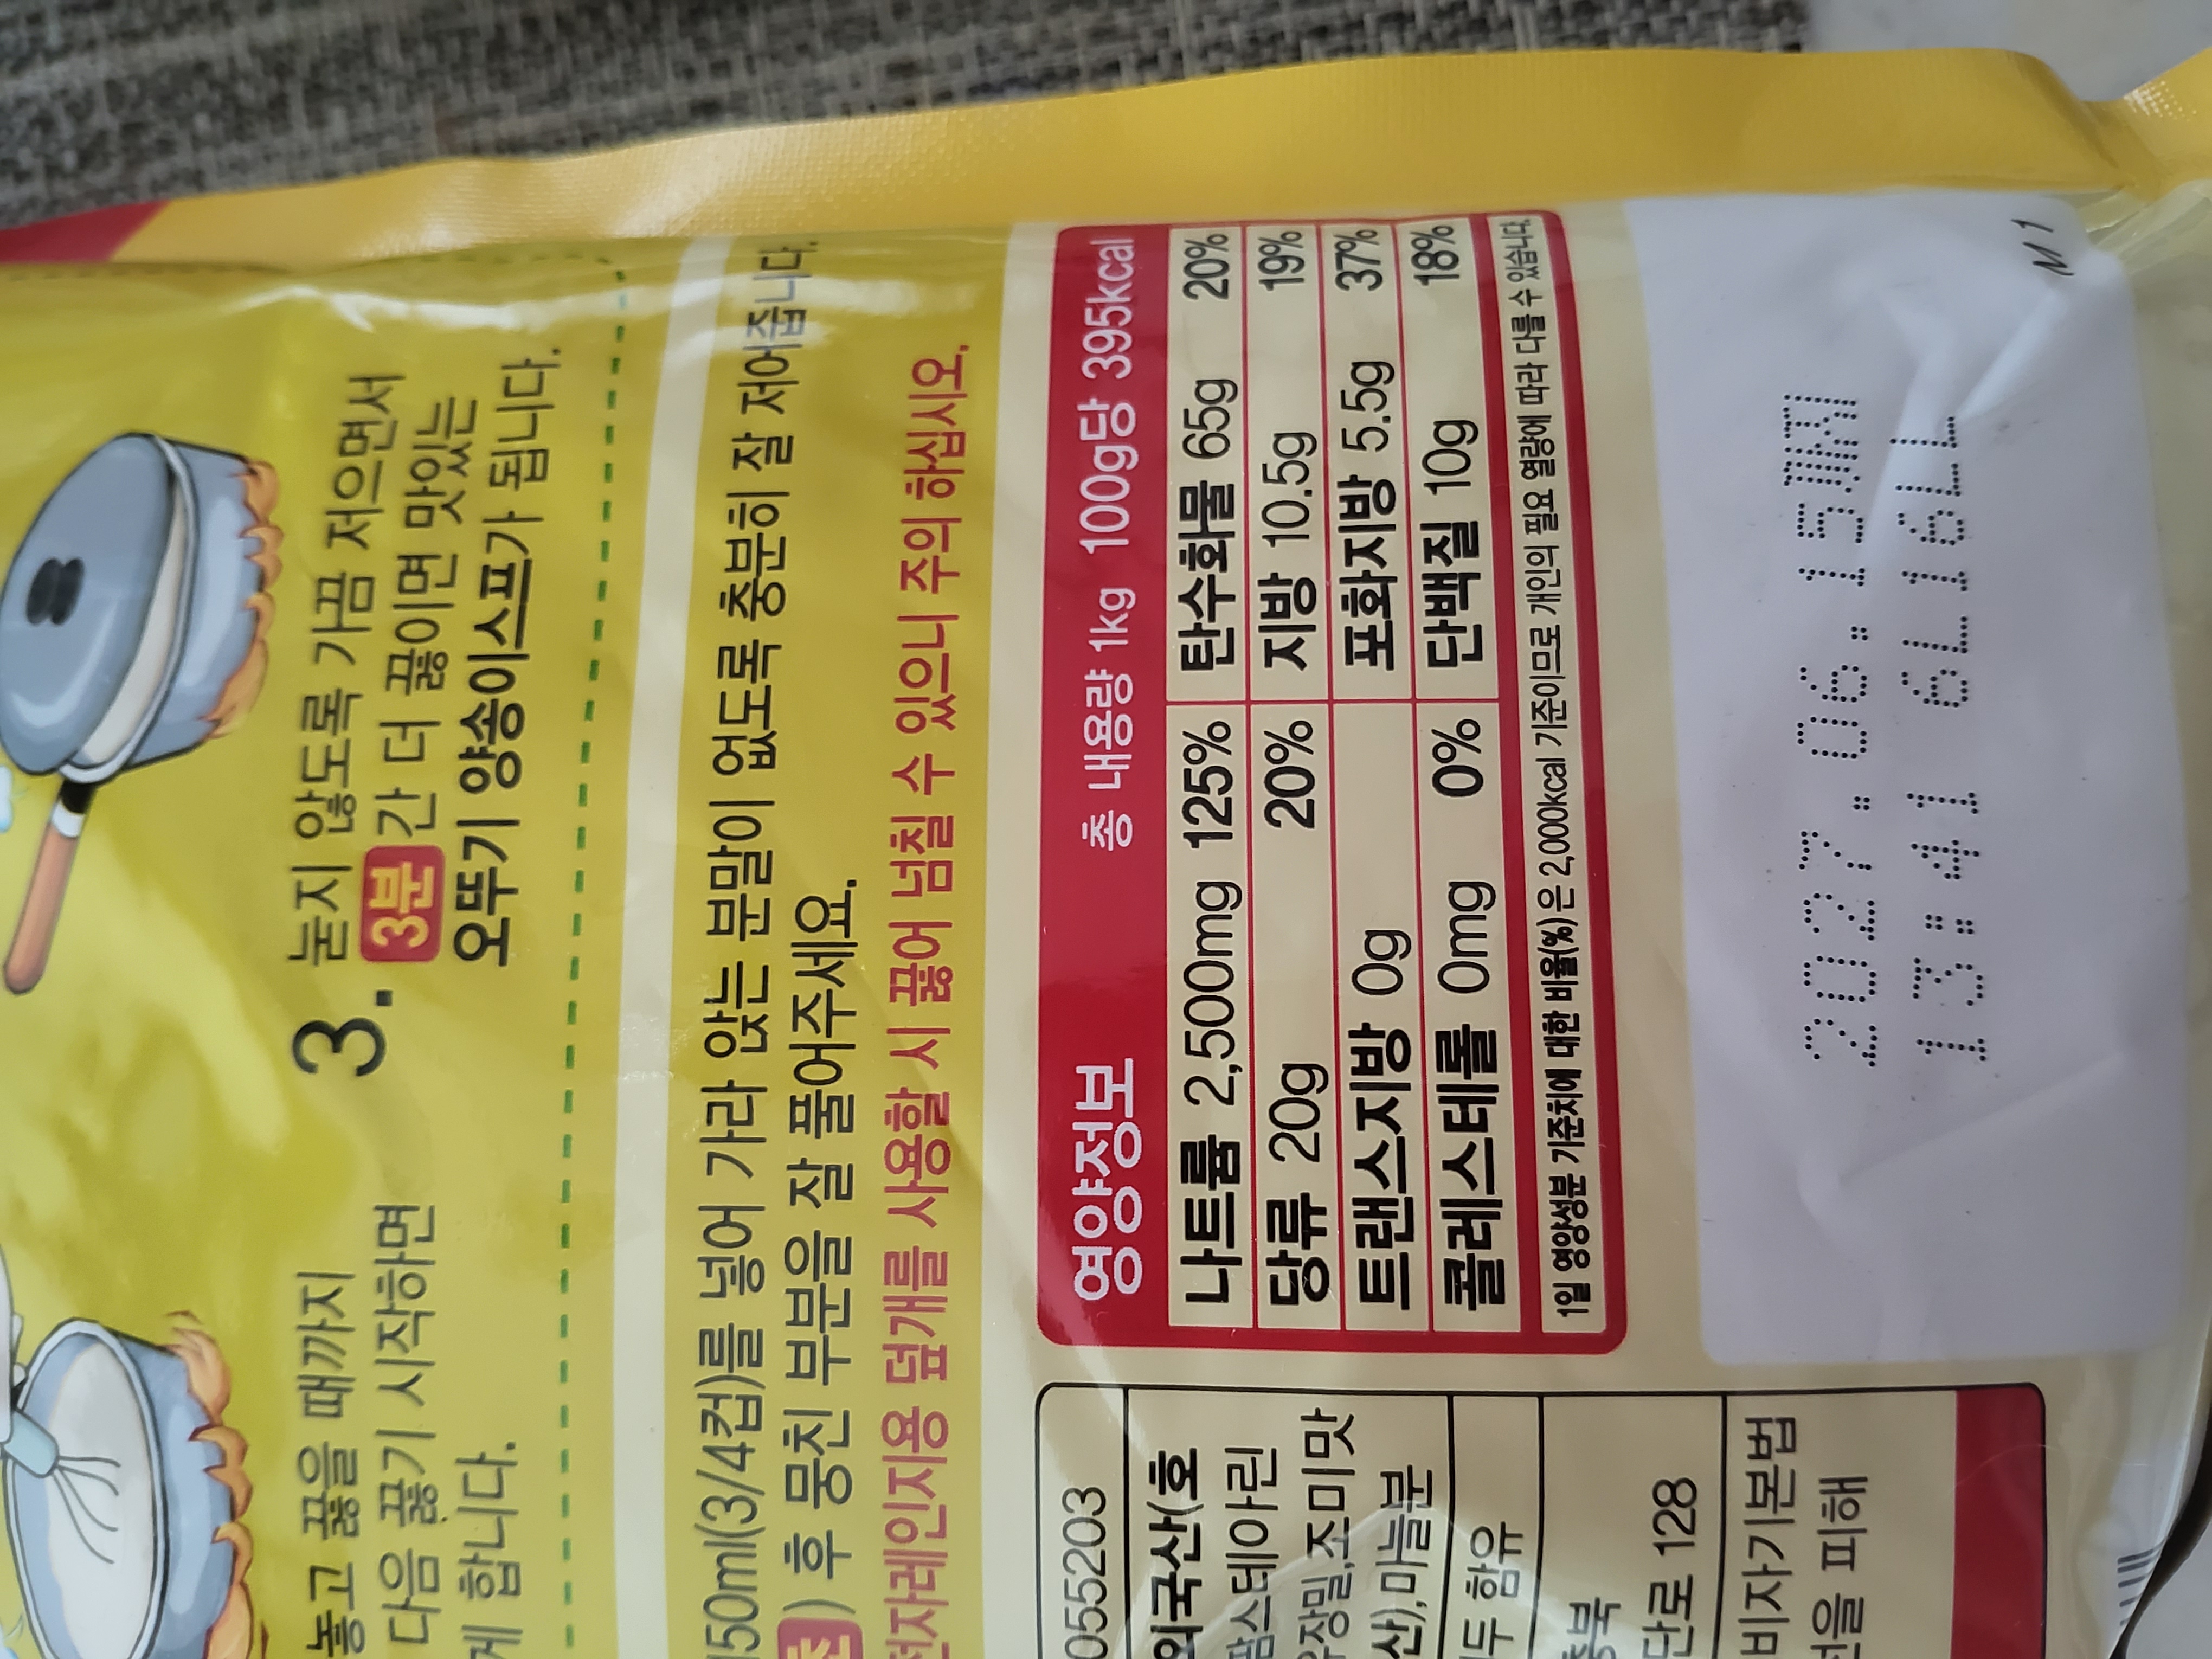 놓고 끓을 때까지
다음 끓기 시작하면
게 합니다.
3. 눋지 않도록 가끔 저으면서
3분간 더 끓이면 맛있는
오뚜기 양송이스프가 됩니다.
150ml(3/4컵)를 넣어 가라 앉는 분말이 없도록 충분히 잘 저어줍니다.
) 후 뭉친 부분을 잘 풀어주세요.
전자레인지용 덮개를 사용할 시 끓어 넘칠 수 있으니 주의 하십시오.
055203
외국산(호
팜스테아린
우장밀,조미맛
산),마늘분
대두 함유
충북
단로 128
비자기본법
선을 피해
영양정보 총 내용량 1kg 100g당 395kcal
나트륨 2,500mg 125% 탄수화물 65g 20%
당류 20g 20% 지방 10.5g 19%
트랜스지방 0g 포화지방 5.5g 37%
콜레스테롤 0mg 0% 단백질 10g 18%
1일 영양성분 기준치에 대한 비율(%)은 2,000kcal 기준이므로 개인의 필요 열량에 따라 다를 수 있습니다.
2027.06.15MM
13:41 6L16LL
M1